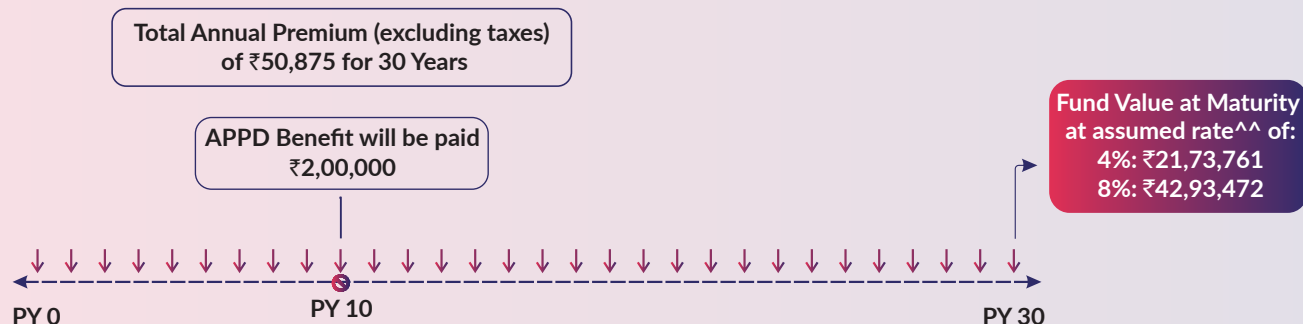 Total Annual Premium (excluding taxes)
of ₹50,875 for 30 Years
APPD Benefit will be paid
₹2,00,000
Fund Value at Maturity
at assumed rate^^ of:
4%: ₹21,73,761
8%: ₹42,93,472
PY 0
PY 10
PY 30